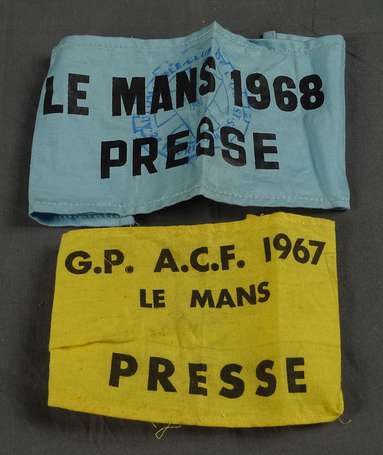 LE MANS 1968
PRESSE
G.P. A.C.F. 1967
LE MANS
PRESSE